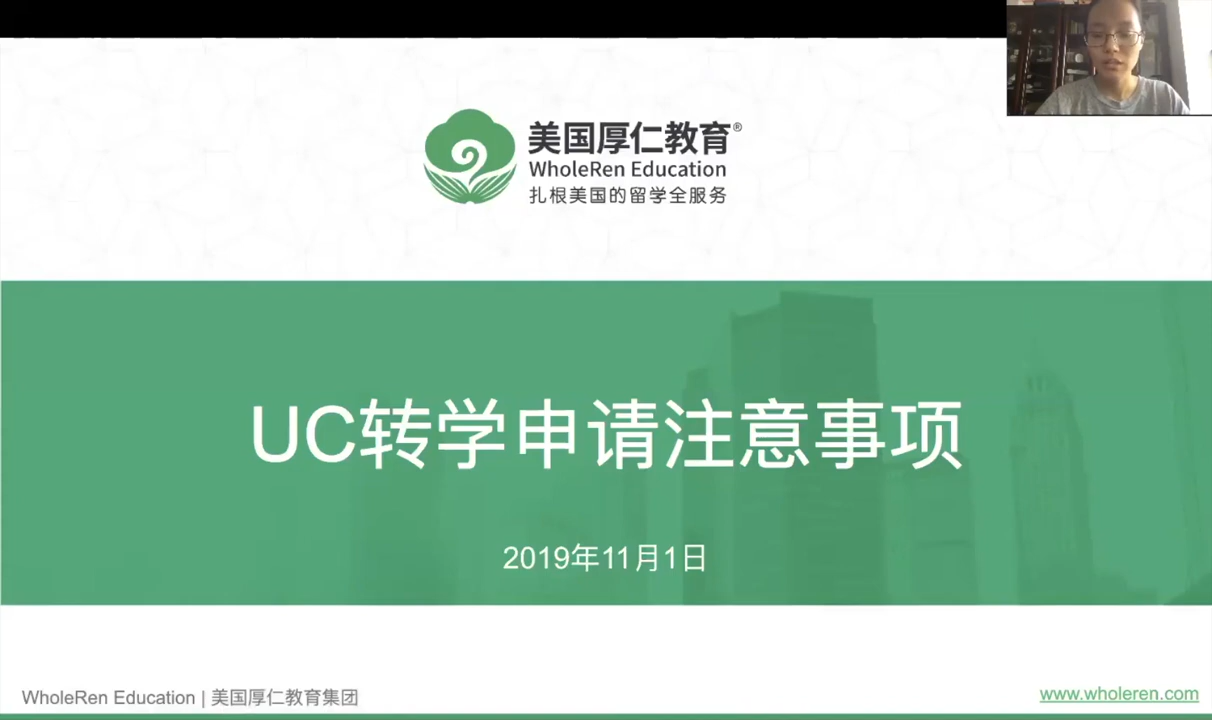 美国厚仁教育®
WholeRen Education
扎根美国的留学全服务
UC转学申请注意事项
2019年11月1日
WholeRen Education | 美国厚仁教育集团
www.wholeren.com